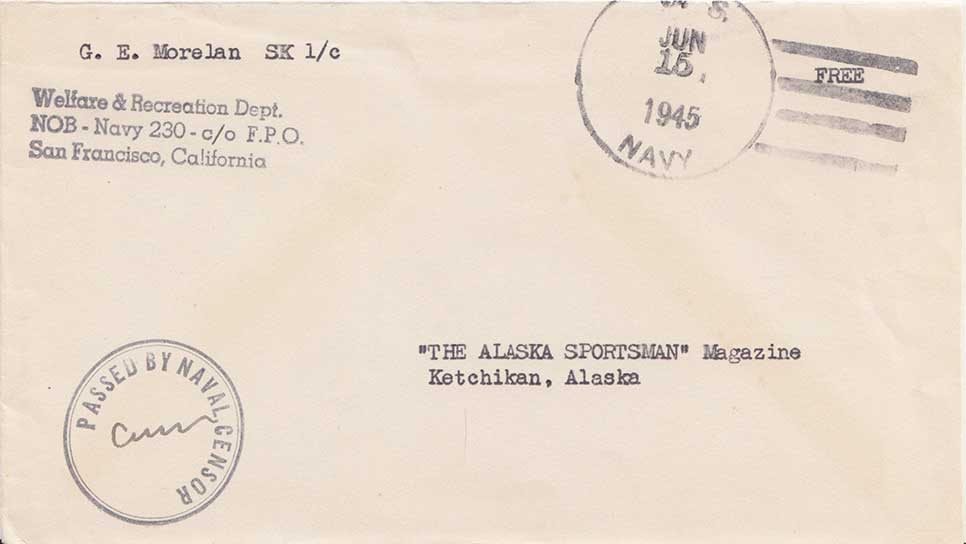 G. E. Morelan SK 1/c
Welfare & Recreation Dept.
NOB - Navy 230 - c/o F.P.O.
San Francisco, California
U. S.
JUN
15
1945
NAVY
FREE
"THE ALASKA SPORTSMAN" Magazine
Ketchikan, Alaska
PASSED BY NAVAL CENSOR